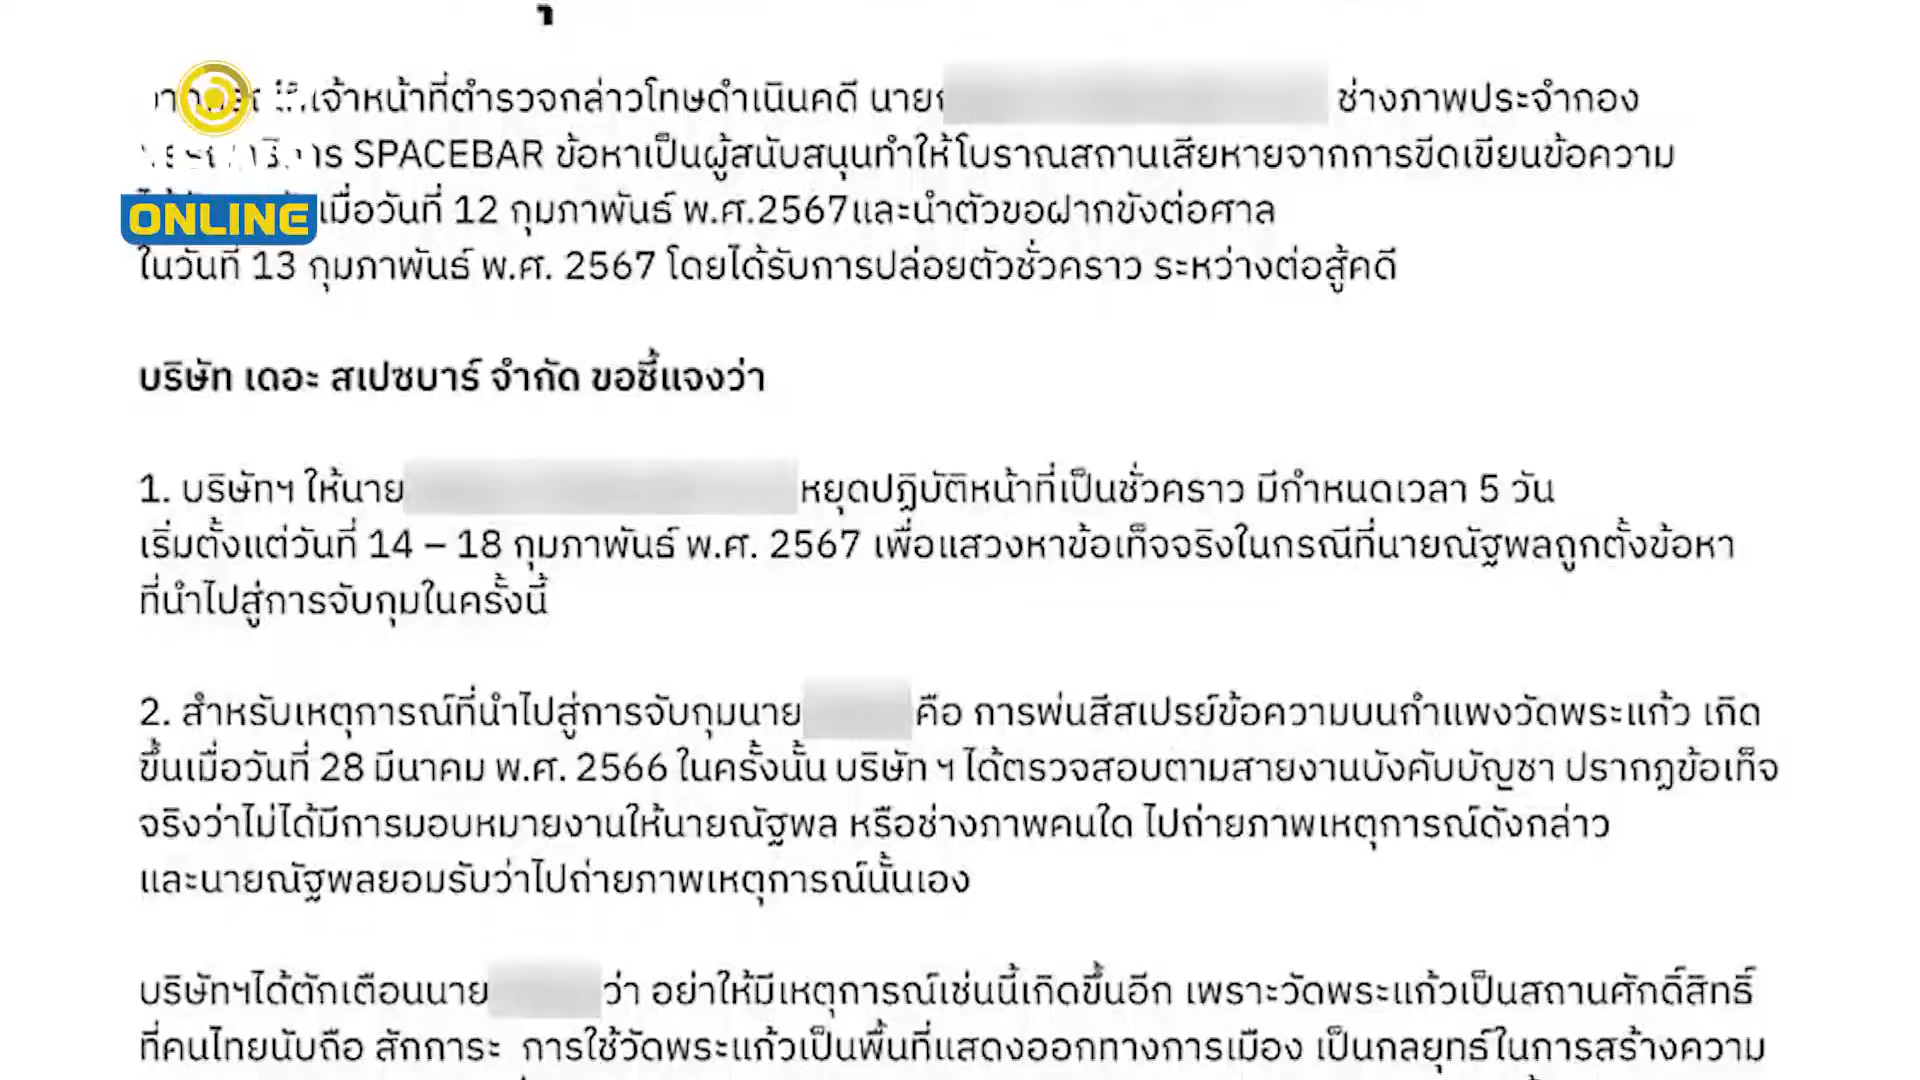 เจ้าหน้าที่ตำรวจกล่าวโทษดำเนินคดี นาย ช่างภาพประจำกอง
SPACEBAR ข้อหาเป็นผู้สนับสนุนทำให้โบราณสถานเสียหายจากการขีดเขียนข้อความ
ONLINE เมื่อวันที่ 12 กุมภาพันธ์ พ.ศ.2567และนำตัวขอฝากขังต่อศาล
ในวันที่ 13 กุมภาพันธ์ พ.ศ. 2567 โดยได้รับการปล่อยตัวชั่วคราว ระหว่างต่อสู้คดี
บริษัท เดอะ สเปซบาร์ จำกัด ขอชี้แจงว่า
1. บริษัทฯ ให้นาย หยุดปฏิบัติหน้าที่เป็นชั่วคราว มีกำหนดเวลา 5 วัน
เริ่มตั้งแต่วันที่ 14 – 18 กุมภาพันธ์ พ.ศ. 2567 เพื่อแสวงหาข้อเท็จจริงในกรณีที่นายณัฐพลถูกตั้งข้อหา
ที่นำไปสู่การจับกุมในครั้งนี้
2. สำหรับเหตุการณ์ที่นำไปสู่การจับกุมนาย คือ การพ่นสีสเปรย์ข้อความบนกำแพงวัดพระแก้ว เกิด
ขึ้นเมื่อวันที่ 28 มีนาคม พ.ศ. 2566 ในครั้งนั้น บริษัท ฯ ได้ตรวจสอบตามสายงานบังคับบัญชา ปรากฏข้อเท็จ
จริงว่าไม่ได้มีการมอบหมายงานให้นายณัฐพล หรือช่างภาพคนใด ไปถ่ายภาพเหตุการณ์ดังกล่าว
และนายณัฐพลยอมรับว่าไปถ่ายภาพเหตุการณ์นั้นเอง
บริษัทฯได้ตักเตือนนาย ว่า อย่าให้มีเหตุการณ์เช่นนี้เกิดขึ้นอีก เพราะวัดพระแก้วเป็นสถานศักดิ์สิทธิ์
ที่คนไทยนับถือ สักการะ การใช้วัดพระแก้วเป็นพื้นที่แสดงออกทางการเมือง เป็นกลยุทธ์ในการสร้างความ